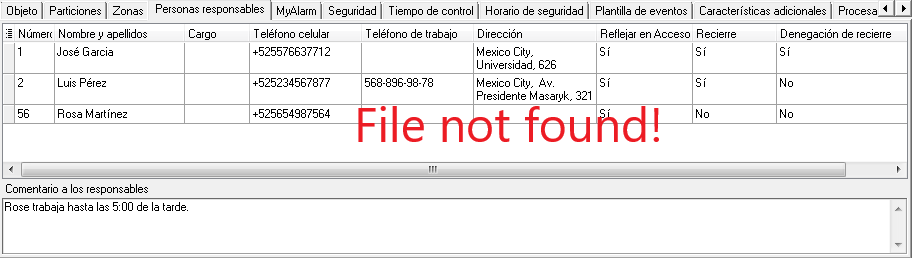 Objeto Particiones Zonas Personas responsables MyAlarm Seguridad Tiempo de control Horario de seguridad Plantilla de eventos Características adicionales Procesa
Número Nombre y apellidos Cargo Teléfono celular Teléfono de trabajo Dirección Reflejar en Acceso Recierre Denegación de recierre
1 José Garcia +525576637712 Mexico City, Sí Sí Sí
Universidad, 626
2 Luis Pérez +525234567877 568-896-98-78 Mexico City, Av. Sí Sí No
Presidente Masaryk, 321
56 Rosa Martínez +525654987564 Sí No No
File not found!
Comentario a los responsables
Rose trabaja hasta las 5:00 de la tarde.